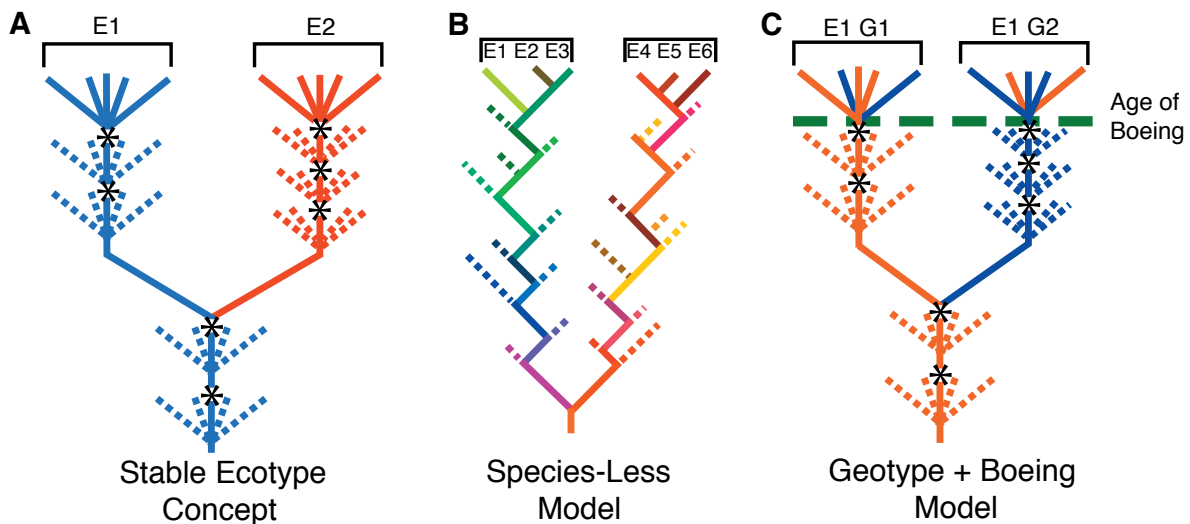 A
E1
E2
Stable Ecotype
Concept
B
E1 E2 E3
E4 E5 E6
Species-Less
Model
C
E1 G1
E1 G2
Age of
Boeing
Geotype + Boeing
Model